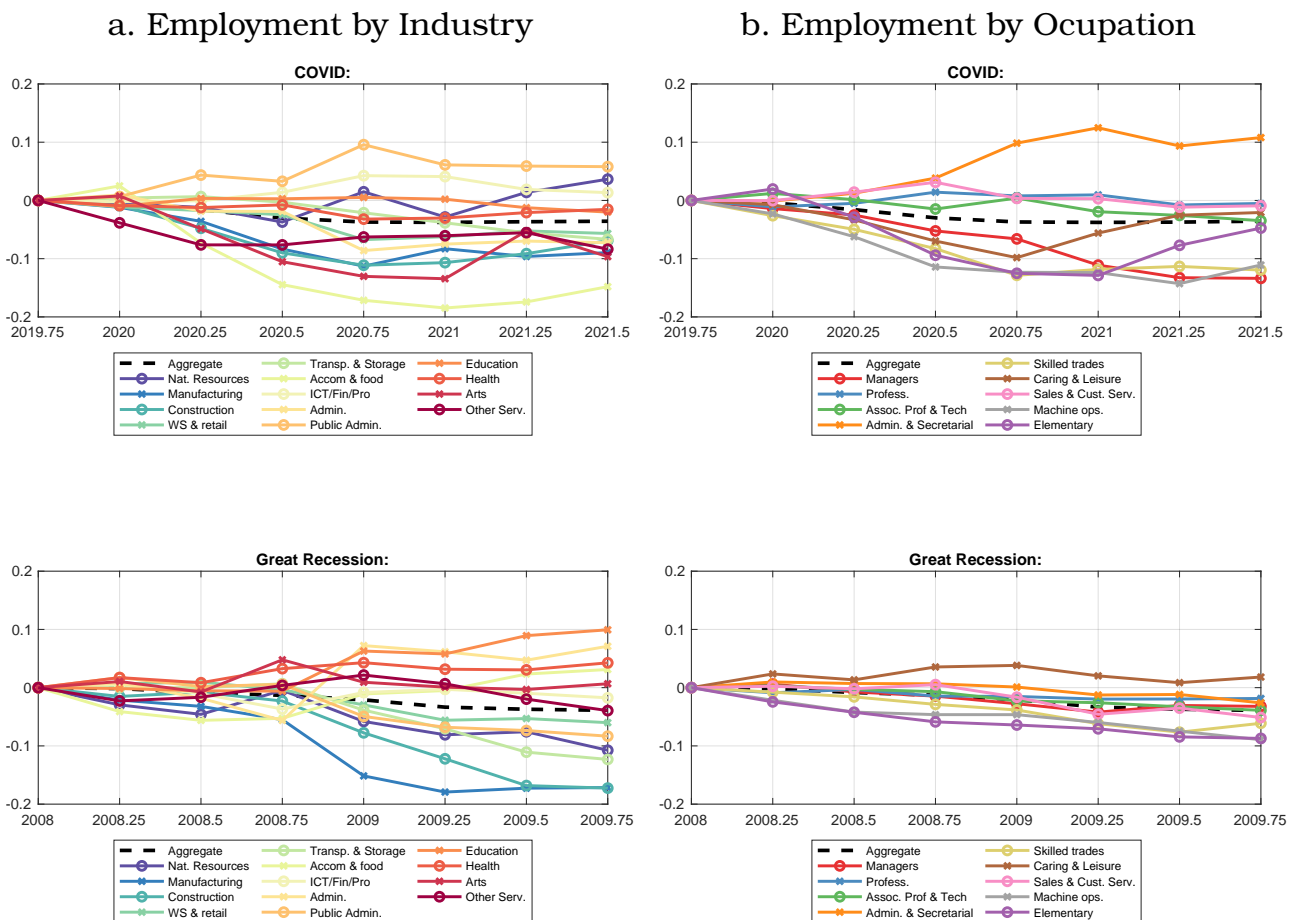 a. Employment by Industry
b. Employment by Ocupation
COVID:
0.2
0.1
0
-0.1
-0.2
2019.75 2020 2020.25 2020.5 2020.75 2021 2021.25 2021.5
Aggregate
Nat. Resources
Manufacturing
Construction
WS & retail
Transp. & Storage
Accom & food
ICT/Fin/Pro
Admin.
Public Admin.
Education
Health
Arts
Other Serv.
COVID:
0.2
0.1
0
-0.1
-0.2
2019.75 2020 2020.25 2020.5 2020.75 2021 2021.25 2021.5
Aggregate
Managers
Profess.
Assoc. Prof & Tech
Admin. & Secretarial
Skilled trades
Caring & Leisure
Sales & Cust. Serv.
Machine ops.
Elementary
Great Recession:
0.2
0.1
0
-0.1
-0.2
2008 2008.25 2008.5 2008.75 2009 2009.25 2009.5 2009.75
Aggregate
Nat. Resources
Manufacturing
Construction
WS & retail
Transp. & Storage
Accom & food
ICT/Fin/Pro
Admin.
Public Admin.
Education
Health
Arts
Other Serv.
Great Recession:
0.2
0.1
0
-0.1
-0.2
2008 2008.25 2008.5 2008.75 2009 2009.25 2009.5 2009.75
Aggregate
Managers
Profess.
Assoc. Prof & Tech
Admin. & Secretarial
Skilled trades
Caring & Leisure
Sales & Cust. Serv.
Machine ops.
Elementary